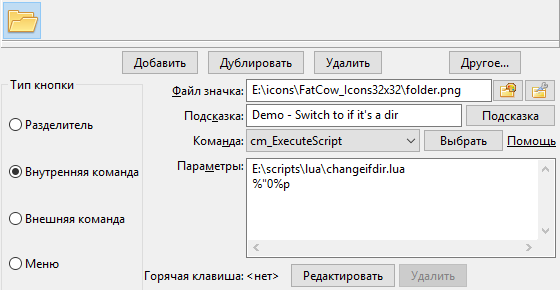 Добавить Дублировать Удалить Другое...
Тип кнопки
Файл значка: E:\icons\FatCow_Icons32x32\folder.png
Подсказка: Demo - Switch to if it's a dir Подсказка
Разделитель
Команда: cm_ExecuteScript Выбрать Помощь
Параметры: E:\scripts\lua\changeifdir.lua
Внутренняя команда
%"0%p
Внешняя команда
Меню
Горячая клавиша: <нет> Редактировать Удалить